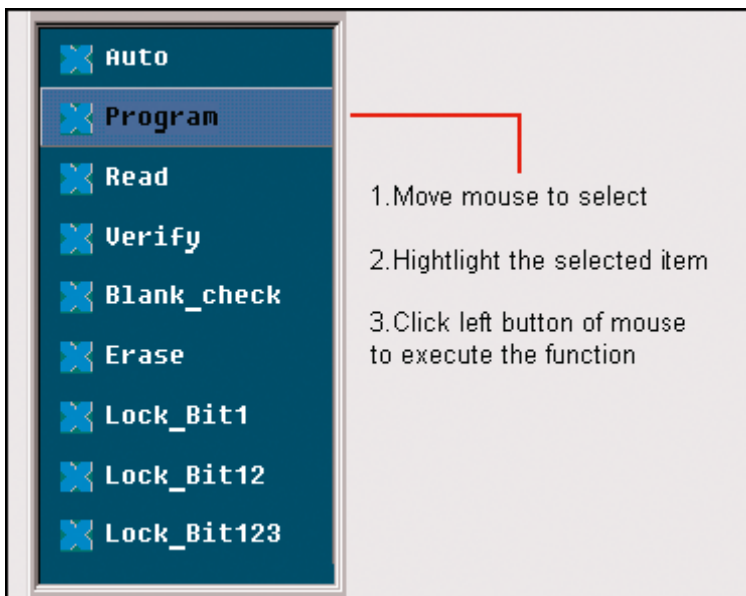 Auto
Program
Read
Verify
Blank_check
Erase
Lock_Bit1
Lock_Bit12
Lock_Bit123
1.Move mouse to select
2.Hightlight the selected item
3.Click left button of mouse
to execute the function